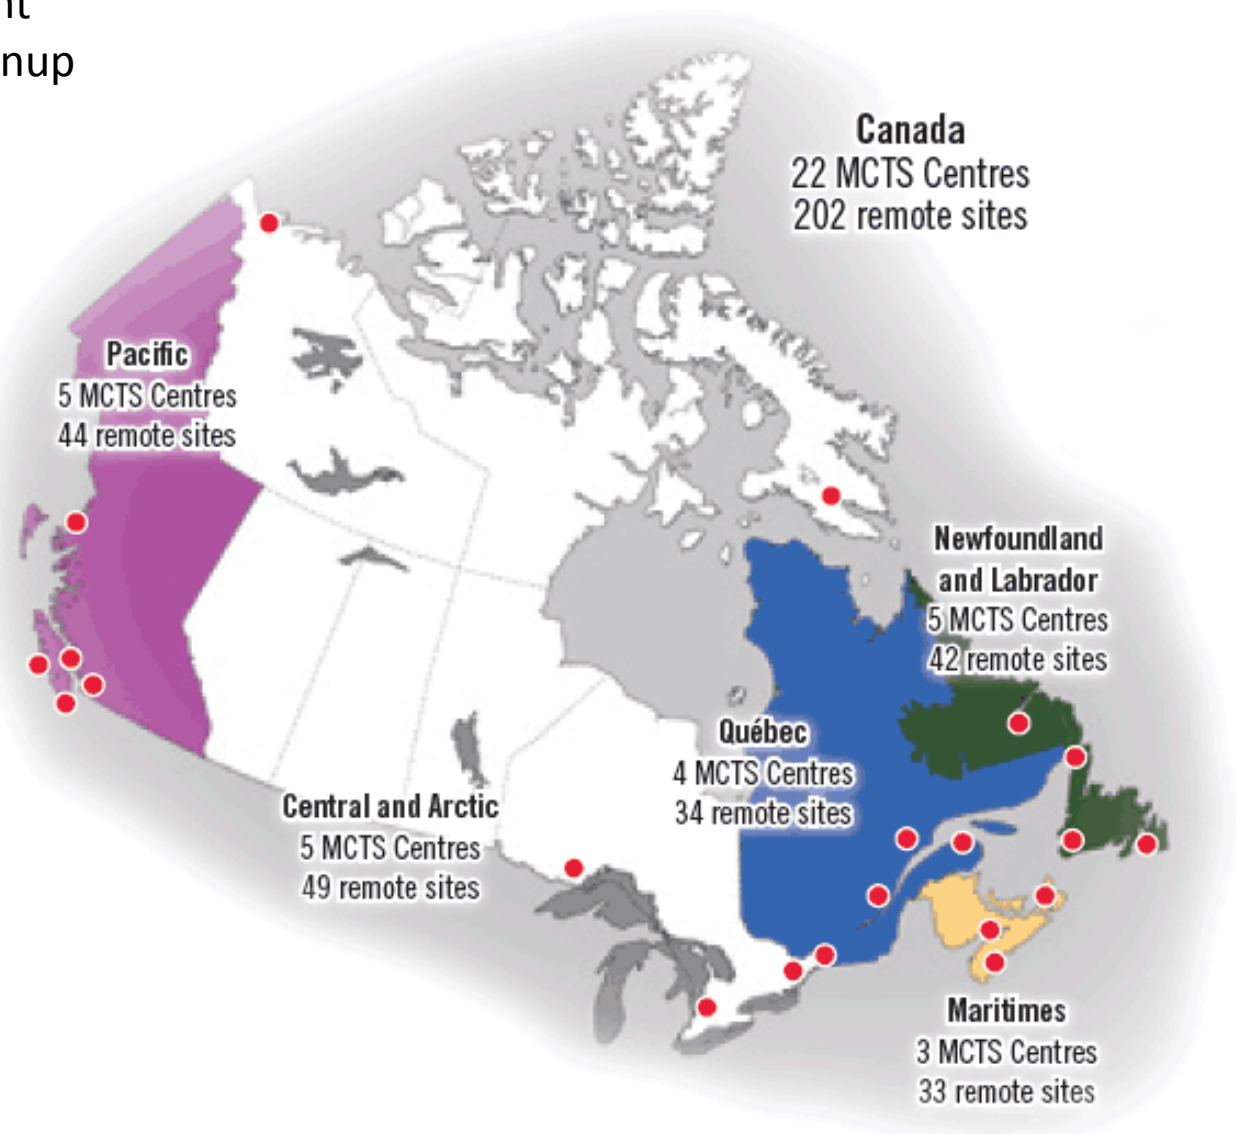 Canada
22 MCTS Centres
202 remote sites
Pacific
5 MCTS Centres
44 remote sites
Newfoundland
and Labrador
5 MCTS Centres
42 remote sites
Québec
4 MCTS Centres
34 remote sites
Central and Arctic
5 MCTS Centres
49 remote sites
Maritimes
3 MCTS Centres
33 remote sites